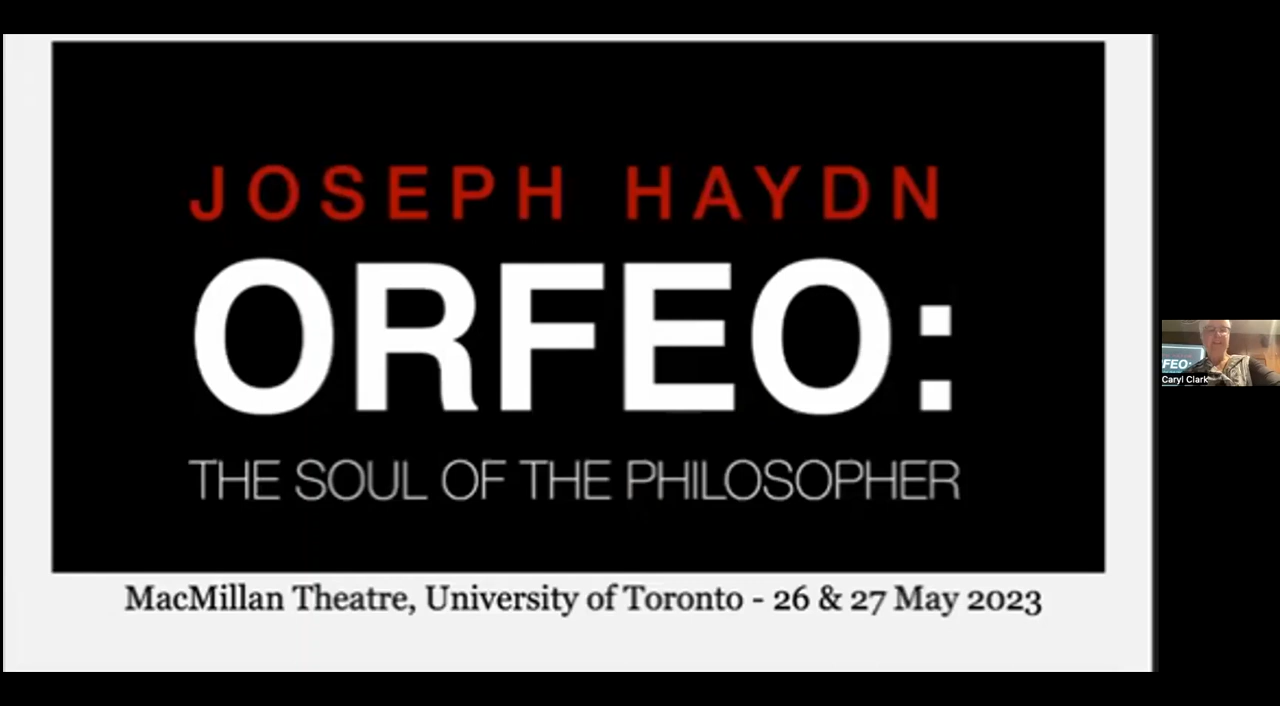 JOSEPH HAYDN
ORFEO:
THE SOUL OF THE PHILOSOPHER
MacMillan Theatre, University of Toronto - 26 & 27 May 2023
FEO:
Caryl Clark